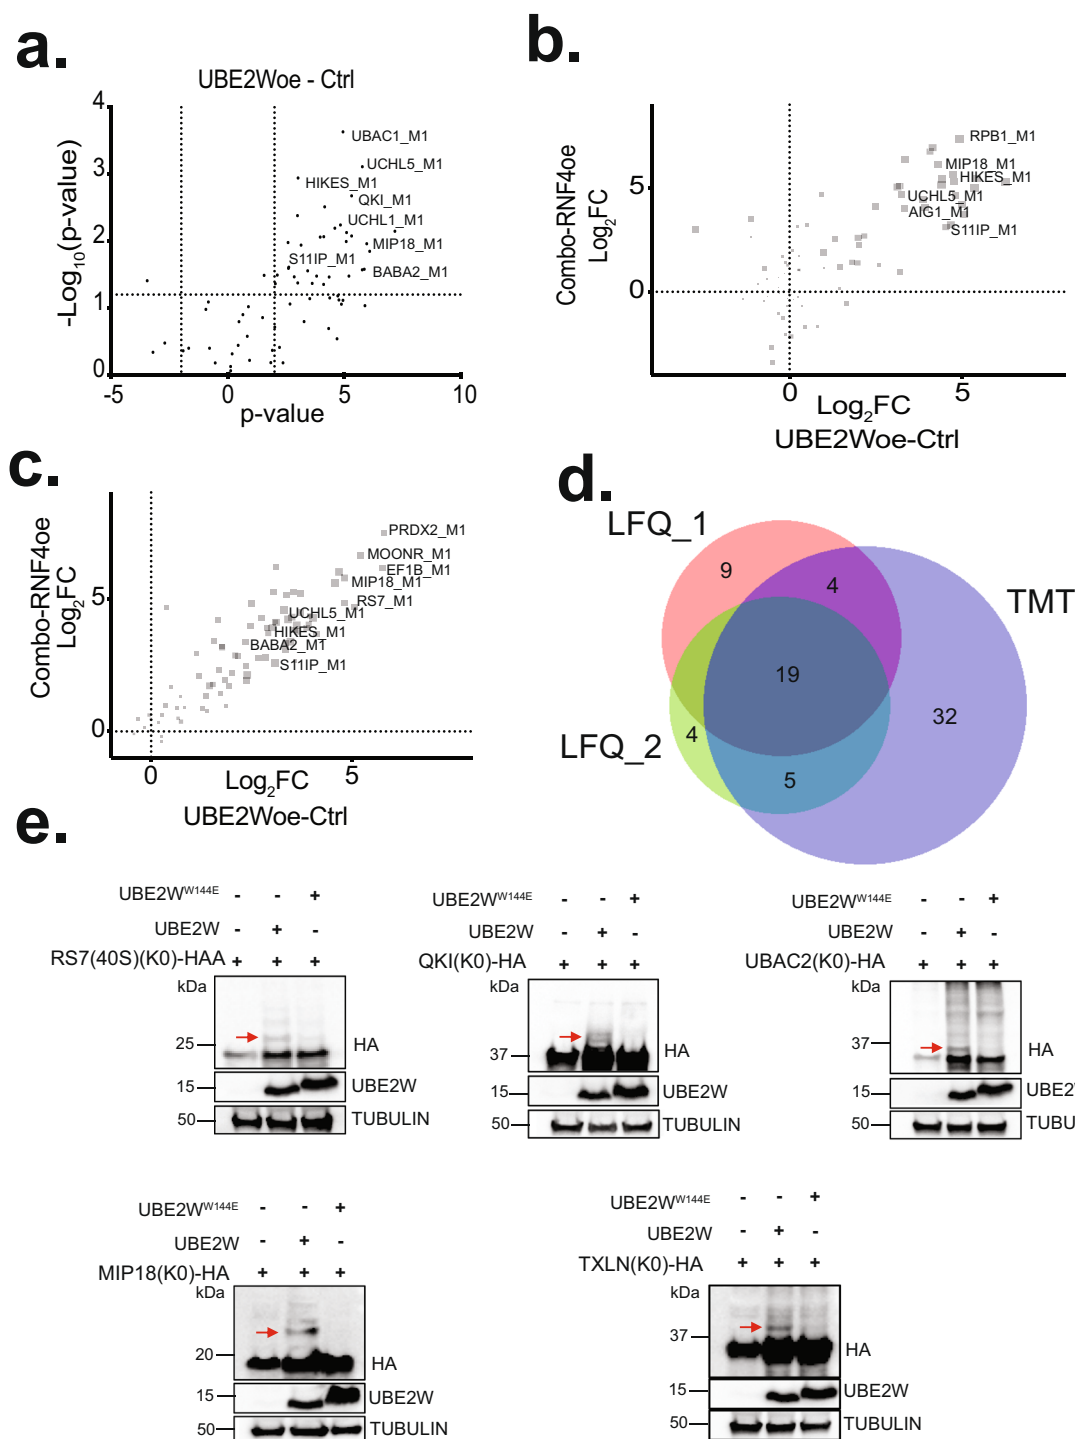 a.
UBE2Woe - Ctrl
-Log10(p-value)
4
3
2
1
0
-5
0
5
10
p-value
UBAC1_M1
UCHL5_M1
HIKES_M1
QKI_M1
UCHL1_M1
MIP18_M1
S11IP_M1
BABA2_M1
b.
Combo-RNF4oe
Log2FC
5
0
0
5
Log2FC
UBE2Woe-Ctrl
RPB1_M1
MIP18_M1
HIKES_M1
UCHL5_M1
AIG1_M1
S11IP_M1
c.
Combo-RNF4oe
Log2FC
5
0
0
5
Log2FC
UBE2Woe-Ctrl
PRDX2_M1
MOONR_M1
EF1B_M1
MIP18_M1
RS7_M1
UCHL5_M1
HIKES_M1
BABA2_M1
S11IP_M1
d.
LFQ_1
9
4
TMT
19
32
LFQ_2
4
5
e.
UBE2WW144E - - +
UBE2W - + -
RS7(40S)(K0)-HAA + + +
kDa
25
HA
15
UBE2W
50
TUBULIN
UBE2WW144E - - +
UBE2W - + -
QKI(K0)-HA + + +
kDa
37
HA
15
UBE2W
50
TUBULIN
UBE2WW144E - - +
UBE2W - + -
UBAC2(K0)-HA + + +
kDa
37
HA
15
UBE2
50
TUBU
UBE2WW144E - - +
UBE2W - + -
MIP18(K0)-HA + + +
kDa
20
HA
15
UBE2W
50
TUBULIN
UBE2WW144E - - +
UBE2W - + -
TXLN(K0)-HA + + +
kDa
37
HA
15
UBE2W
50
TUBULIN